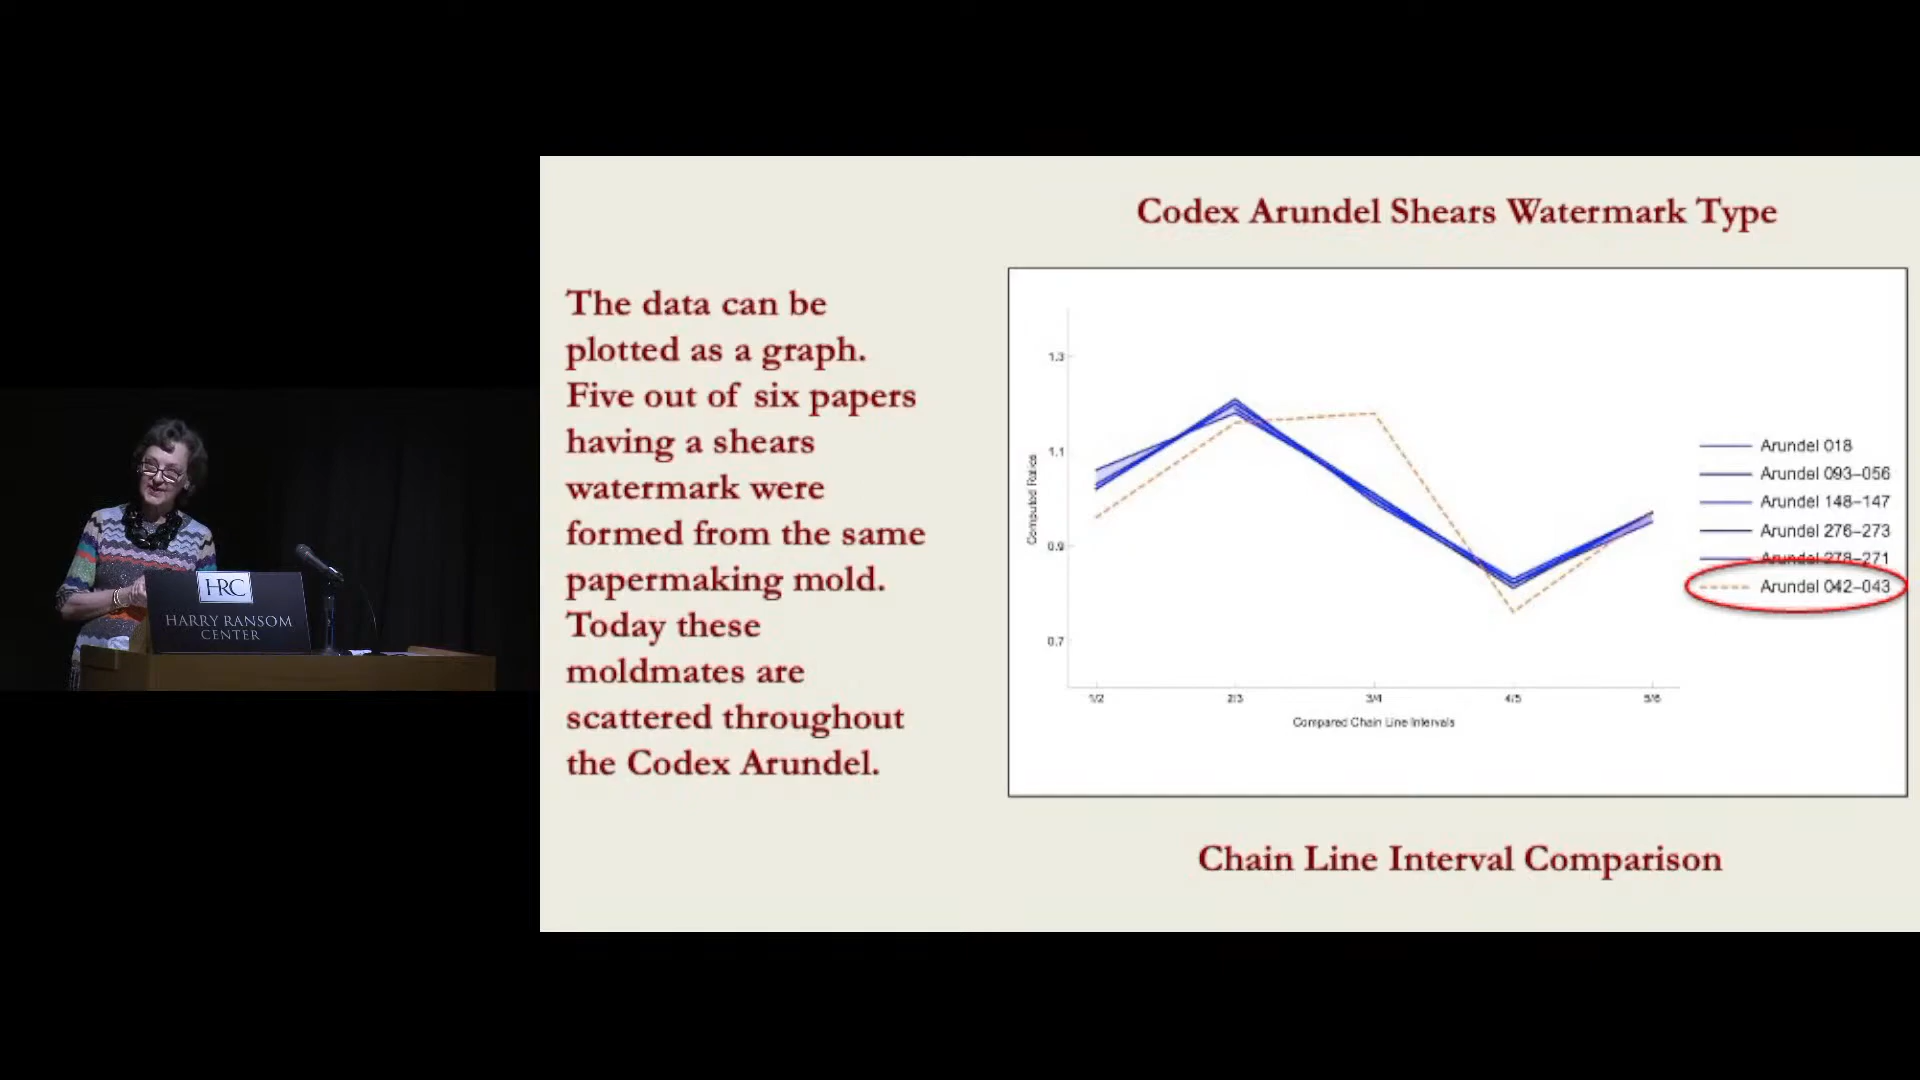 Codex Arundel Shears Watermark Type
The data can be
plotted as a graph.
Five out of six papers
having a shears
watermark were
formed from the same
papermaking mold.
Today these
moldmates are
scattered throughout
the Codex Arundel.
1.3
1.1
0.9
0.7
Computed Ratios
1/2 2/3 3/4 4/5 5/6
Compared Chain Line Intervals
Arundel 018
Arundel 093–056
Arundel 148–147
Arundel 276–273
Arundel 278–271
Arundel 042–043
Chain Line Interval Comparison
HRC
HARRY RANSOM
CENTER